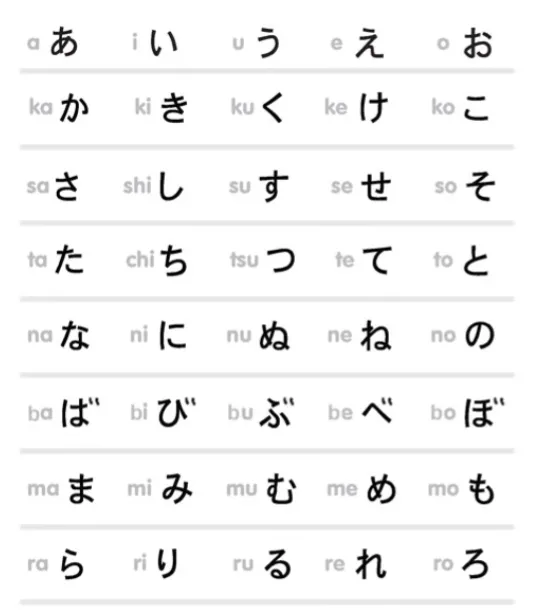 a あ i い u う e え o お
ka か ki き ku く ke け ko こ
sa さ shi し su す se せ so そ
ta た chi ち tsu つ te て to と
na な ni に nu ぬ ne ね no の
ba ば bi び bu ぶ be べ bo ぼ
ma ま mi み mu む me め mo も
ra ら ri り ru る re れ ro ろ